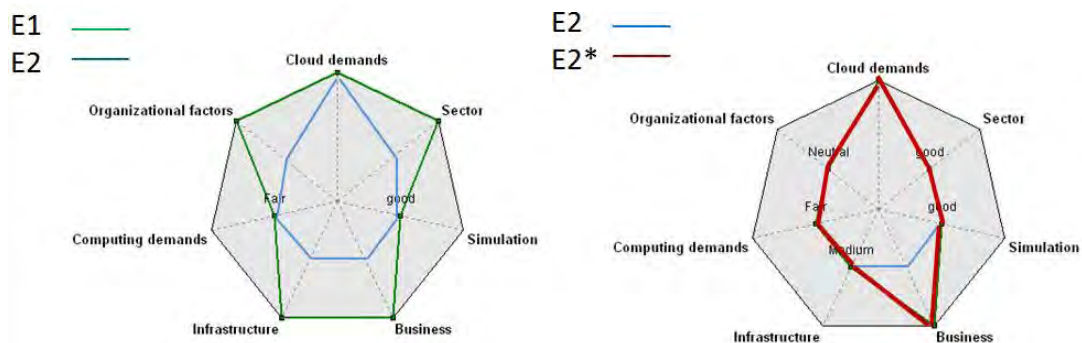 E1
E2
Cloud demands
Organizational factors
Sector
Fair
good
Computing demands
Simulation
Infrastructure
Business
E2
E2*
Cloud demands
Organizational factors
Sector
Neutral
good
Fair
good
Computing demands
Simulation
Medium
Infrastructure
Business